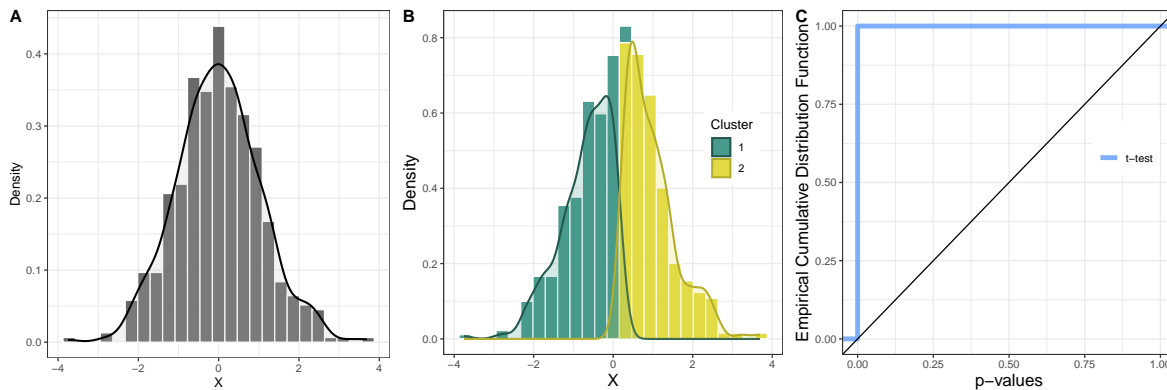 A
Density
0.4
0.3
0.2
0.1
0.0
−4
−2
0
2
4
X
B
Density
0.8
0.6
0.4
0.2
0.0
−4
−2
0
2
4
X
Cluster
1
2
C
Empirical Cumulative Distribution Function
1.00
0.75
0.50
0.25
0.00
0.00
0.25
0.50
0.75
1.00
p−values
t−test